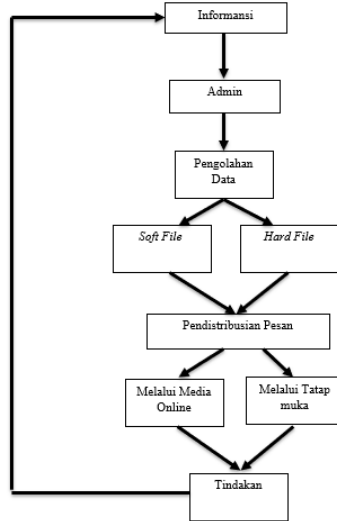 Informansi
Admin
Pengolahan
Data
Soft File
Hard File
Pendistribusian Pesan
Melalui Media
Online
Melalui Tatap
muka
Tindakan